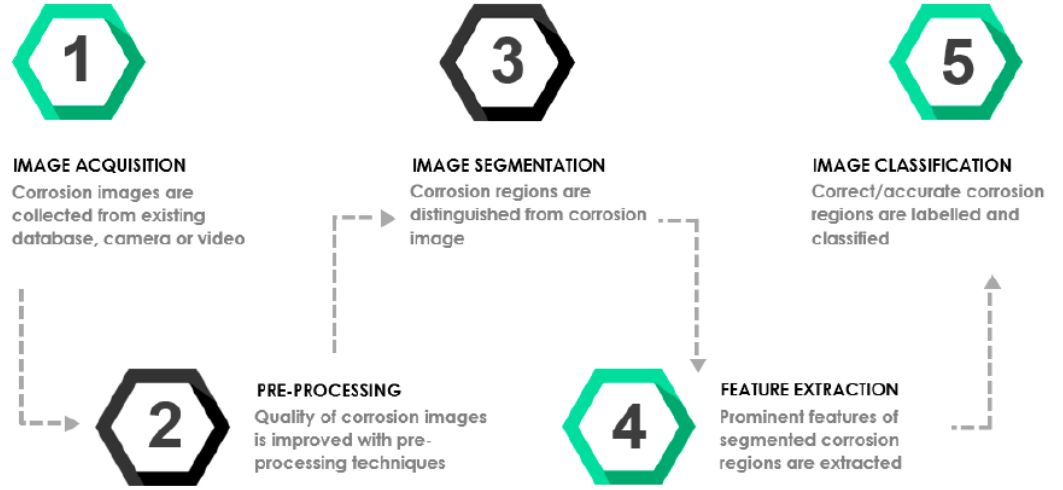 1
IMAGE ACQUISITION
Corrosion images are
collected from existing
database, camera or video
2
PRE-PROCESSING
Quality of corrosion images
is improved with pre-
processing techniques
3
IMAGE SEGMENTATION
Corrosion regions are
distinguished from corrosion
image
4
FEATURE EXTRACTION
Prominent features of
segmented corrosion
regions are extracted
5
IMAGE CLASSIFICATION
Correct/accurate corrosion
regions are labelled and
classified